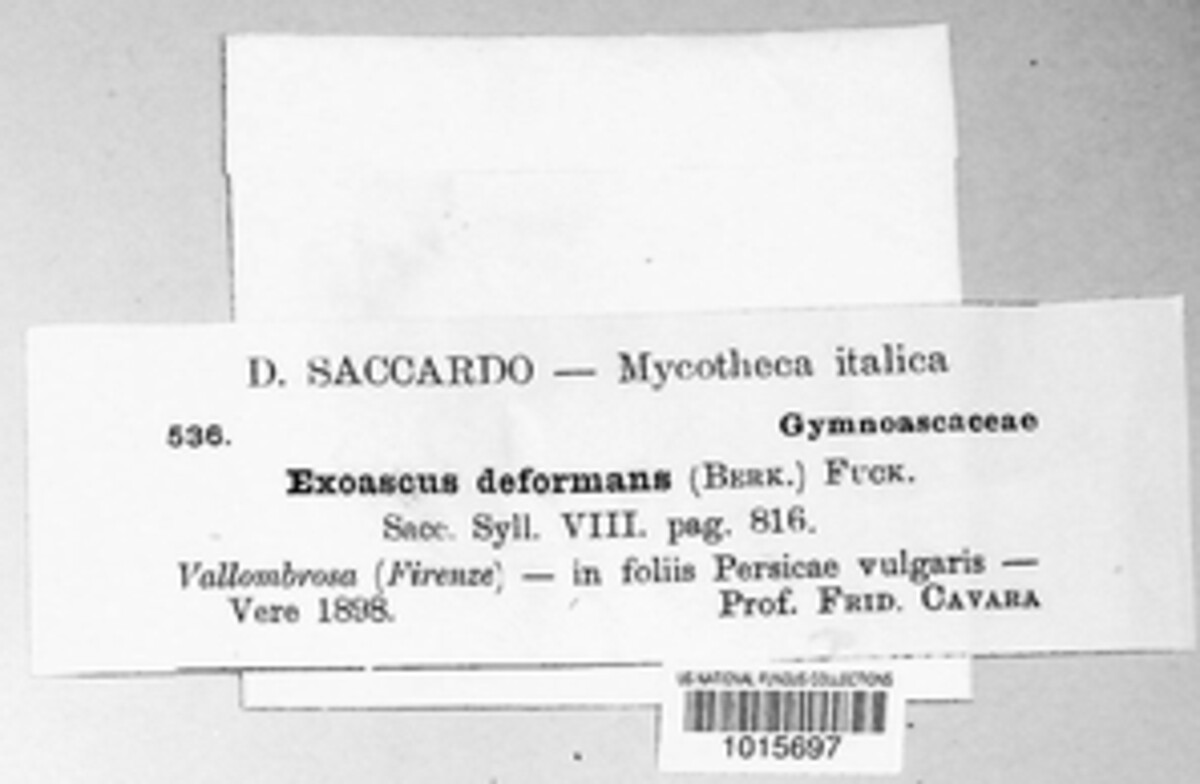 D. SACCARDO — Mycotheca italica
536. Gymnoascaceae
Exoascus deformans (BERK.) FUCK.
Sacc. Syll. VIII. pag. 816.
Vallombrosa (Firenze) — in foliis Persicae vulgaris —
Vere 1898. Prof. FRID. CAVARA
US NATIONAL FUNGUS COLLECTIONS
1015697